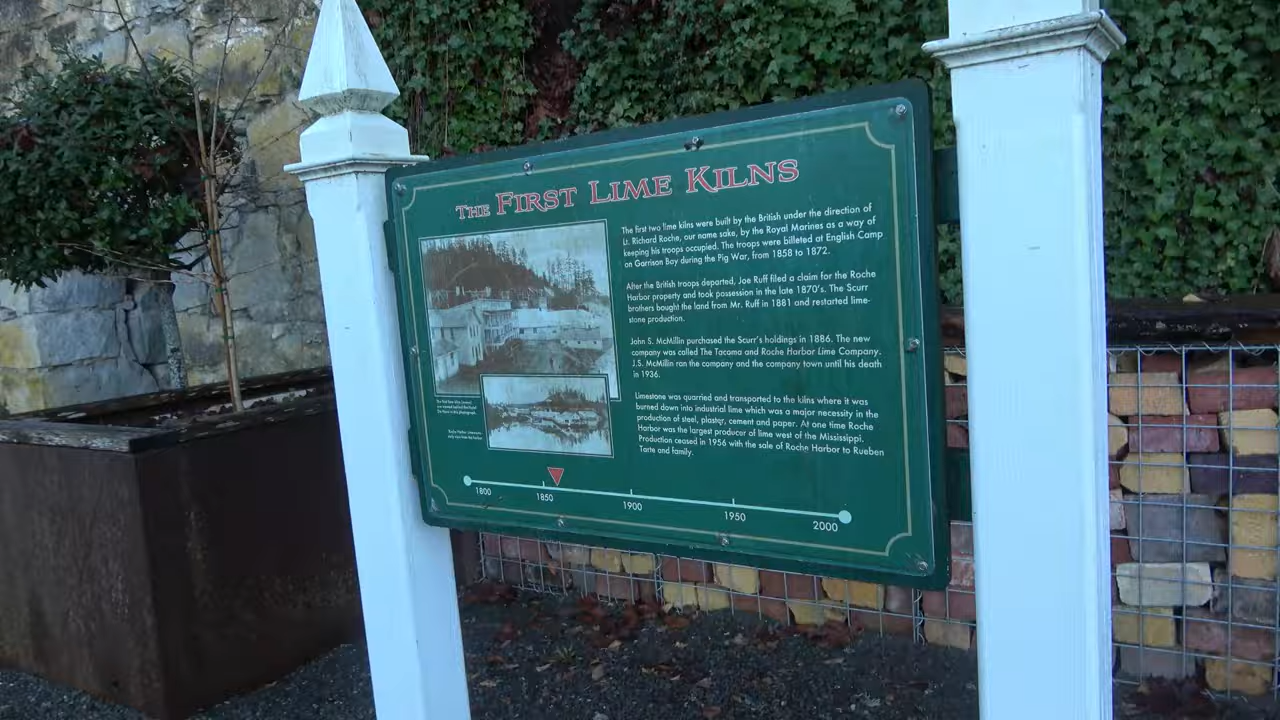 THE FIRST LIME KILNS
The first two lime kilns were built by the British under the direction of
Lt. Richard Roche, our name sake, by the Royal Marines as a way of
keeping his troops occupied. The troops were billeted at English Camp
on Garrison Bay during the Pig War, from 1858 to 1872.
After the British troops departed, Joe Ruff filed a claim for the Roche
Harbor property and took possession in the late 1870's. The Scurr
brothers bought the land from Mr. Ruff in 1881 and restarted lime-
stone production.
John S. McMillin purchased the Scurr's holdings in 1886. The new
company was called The Tacoma and Roche Harbor Lime Company.
J.S. McMillin ran the company and the company town until his death
in 1936.
Limestone was quarried and transported to the kilns where it was
burned down into industrial lime which was a major necessity in the
production of steel, plaster, cement and paper. At one time Roche
Harbor was the largest producer of lime west of the Mississippi.
Production ceased in 1956 with the sale of Roche Harbor to Rueben
Tarte and family.
1800 1850 1900 1950 2000